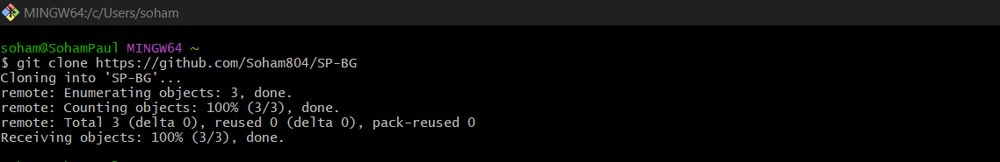 MINGW64:/c/Users/soham
soham@SohamPaul MINGW64 ~
$ git clone https://github.com/Soham804/SP-BG
Cloning into 'SP-BG'...
remote: Enumerating objects: 3, done.
remote: Counting objects: 100% (3/3), done.
remote: Total 3 (delta 0), reused 0 (delta 0), pack-reused 0
Receiving objects: 100% (3/3), done.